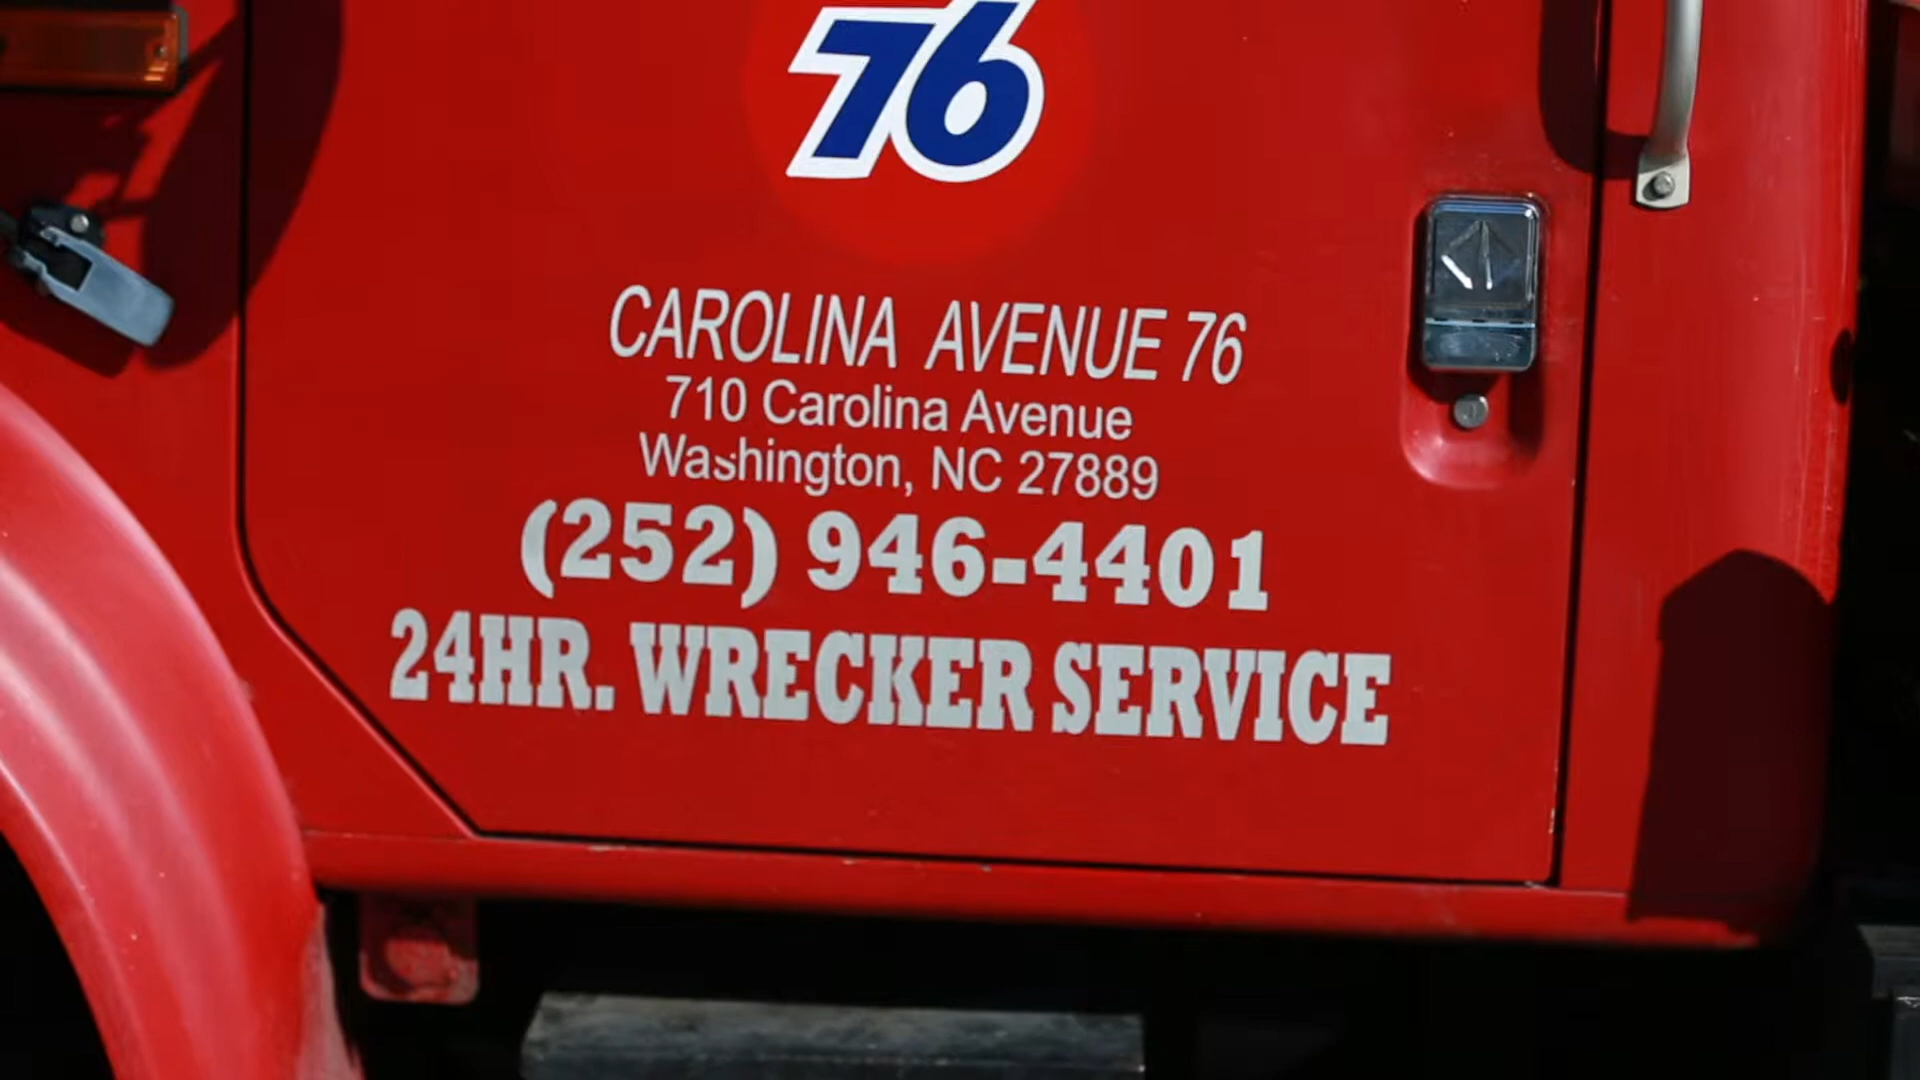 76
CAROLINA AVENUE 76
710 Carolina Avenue
Washington, NC 27889
(252) 946-4401
24HR. WRECKER SERVICE